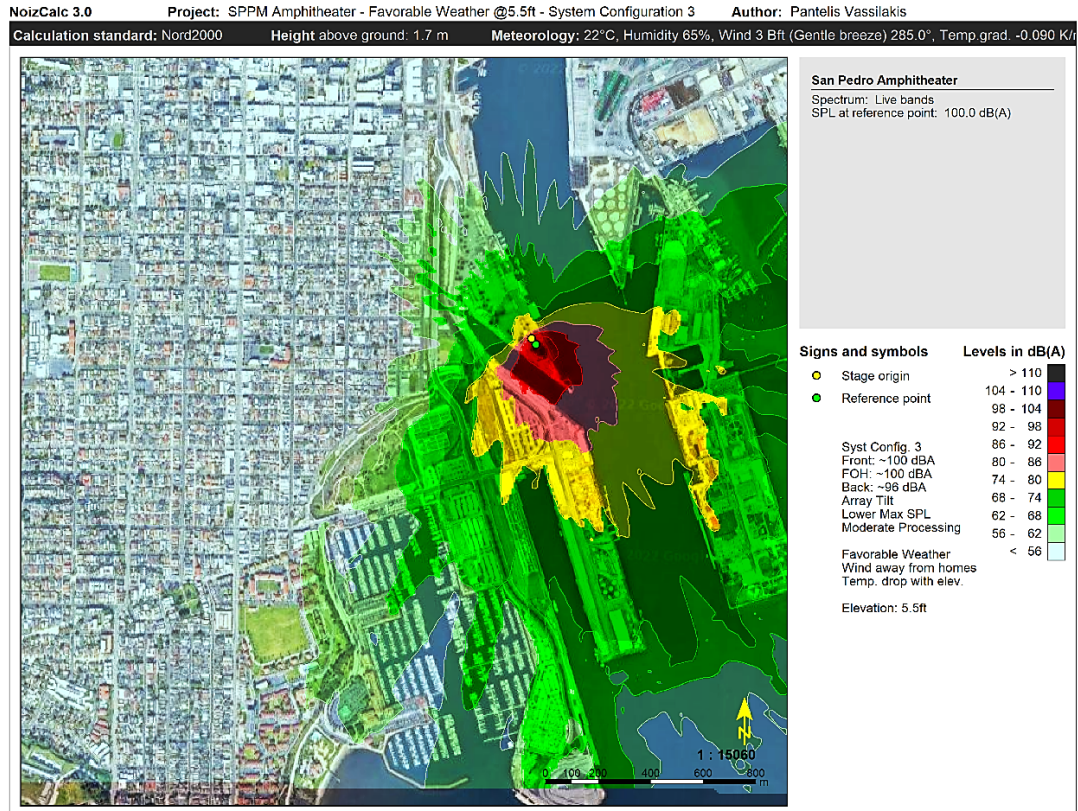 NoizCalc 3.0 Project: SPPM Amphitheater - Favorable Weather @5.5ft - System Configuration 3 Author: Pantelis Vassilakis
Calculation standard: Nord2000 Height above ground: 1.7 m Meteorology: 22°C, Humidity 65%, Wind 3 Bft (Gentle breeze) 285.0°, Temp.grad. -0.090 K/
San Pedro Amphitheater
Spectrum: Live bands
SPL at reference point: 100.0 dB(A)
Signs and symbols
Stage origin
Reference point
Levels in dB(A)
> 110
104 - 110
98 - 104
92 - 98
86 - 92
80 - 86
74 - 80
68 - 74
62 - 68
56 - 62
< 56
Syst Config. 3
Front: ~100 dBA
FOH: ~100 dBA
Back: ~96 dBA
Array Tilt
Lower Max SPL
Moderate Processing
Favorable Weather
Wind away from homes
Temp. drop with elev.
Elevation: 5.5ft
1 : 15060
0 100 200 400 600 800
m